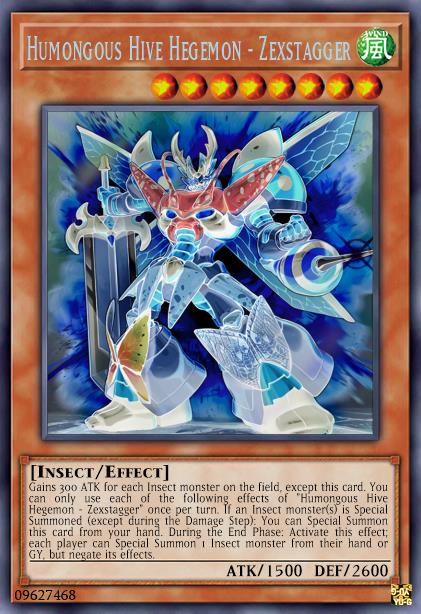 HUMONGOUS HIVE HEGEMON - ZEXSTAGGER
WIND
風
[INSECT/EFFECT]
Gains 300 ATK for each Insect monster on the field, except this card. You
can only use each of the following effects of "Humongous Hive
Hegemon - Zexstagger" once per turn. If an Insect monster(s) is Special
Summoned (except during the Damage Step): You can Special Summon
this card from your hand. During the End Phase: Activate this effect;
each player can Special Summon 1 Insect monster from their hand or
GY, but negate its effects.
ATK/1500 DEF/2600
09627468